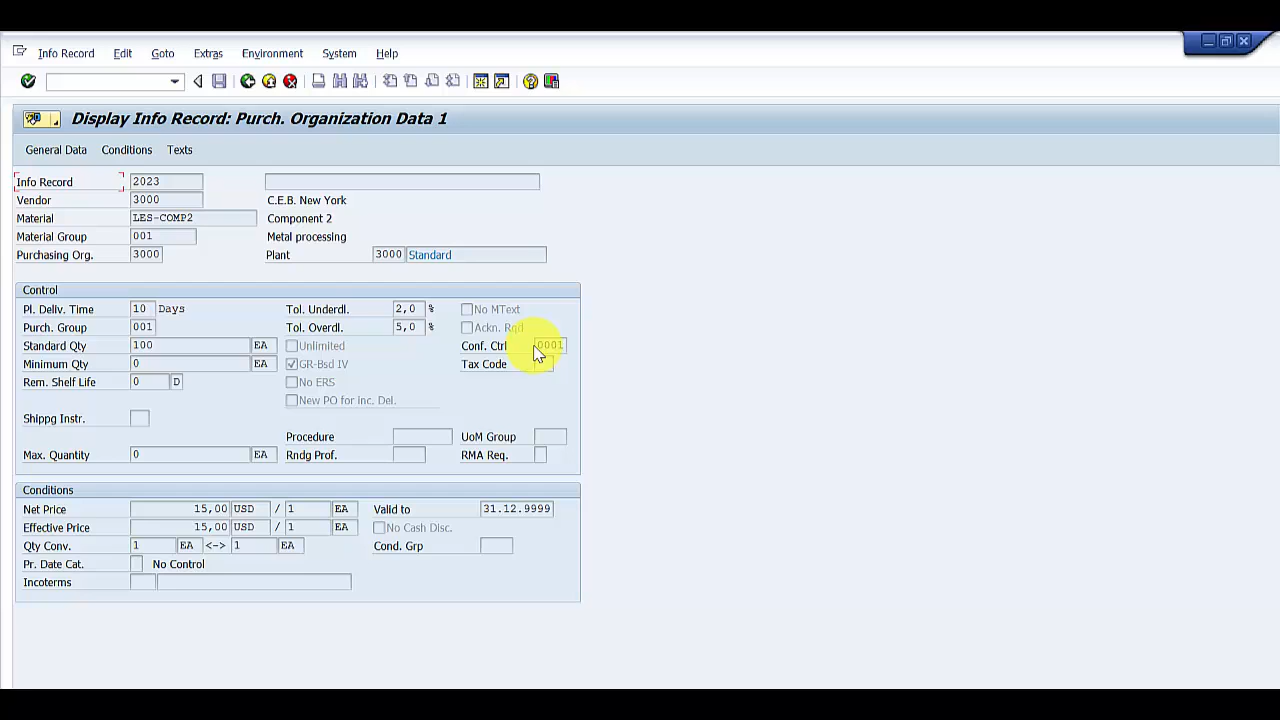 Info Record Edit Goto Extras Environment System Help
Display Info Record: Purch. Organization Data 1
General Data Conditions Texts
Info Record 2023
Vendor 3000 C.E.B. New York
Material LES-COMP2 Component 2
Material Group 001 Metal processing
Purchasing Org. 3000 Plant 3000 Standard
Control
Pl. Deliv. Time 10 Days Tol. Underdl. 2,0 % No MText
Purch. Group 001 Tol. Overdl. 5,0 % Ackn. Rqd
Standard Qty 100 EA Unlimited Conf. Ctrl 0001
Minimum Qty 0 EA GR-Bsd IV Tax Code
Rem. Shelf Life 0 D No ERS
New PO for inc. Del.
Shippg Instr.
Procedure UoM Group
Max. Quantity 0 EA Rndg Prof. RMA Req.
Conditions
Net Price 15,00 USD / 1 EA Valid to 31.12.9999
Effective Price 15,00 USD / 1 EA No Cash Disc.
Qty Conv. 1 EA <-> 1 EA Cond. Grp
Pr. Date Cat. No Control
Incoterms